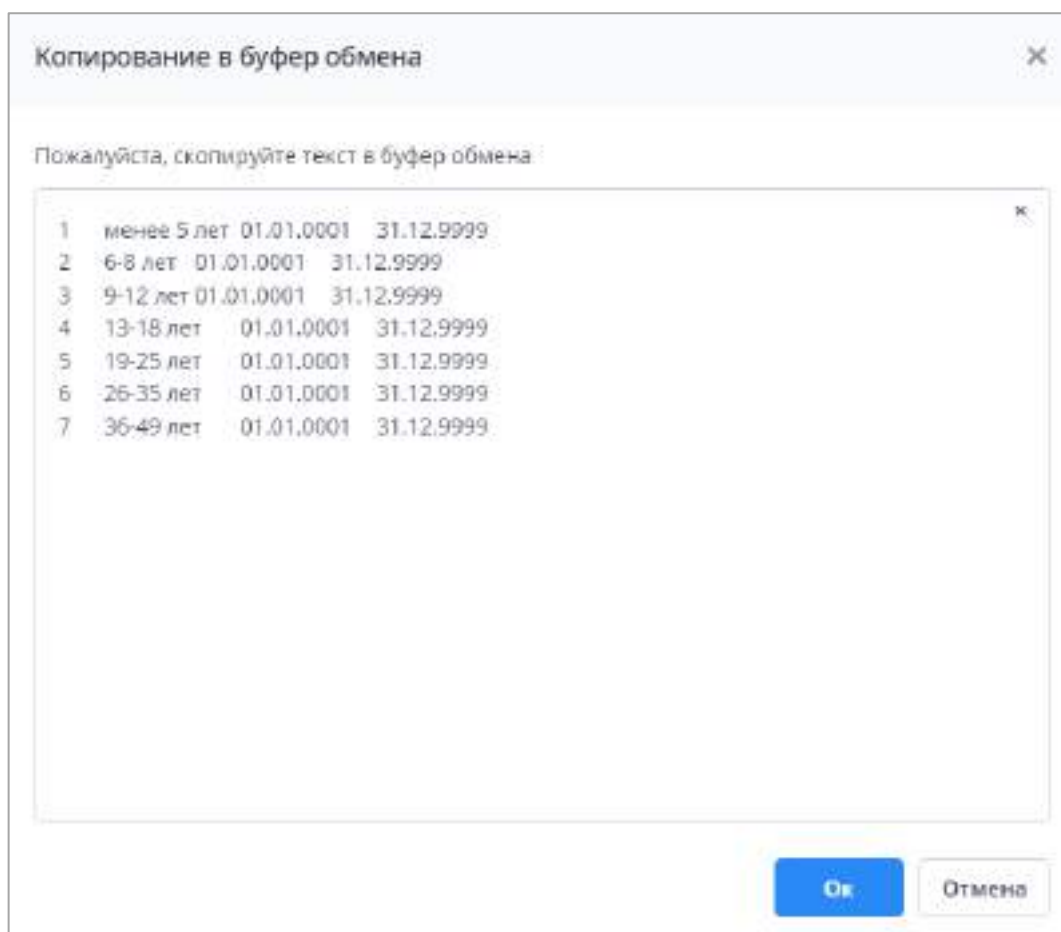 Копирование в буфер обмена
Пожалуйста, скопируйте текст в буфер обмена
1 менее 5 лет 01.01.0001 31.12.9999
2 6-8 лет 01.01.0001 31.12.9999
3 9-12 лет 01.01.0001 31.12.9999
4 13-18 лет 01.01.0001 31.12.9999
5 19-25 лет 01.01.0001 31.12.9999
6 26-35 лет 01.01.0001 31.12.9999
7 36-49 лет 01.01.0001 31.12.9999
Ок Отмена